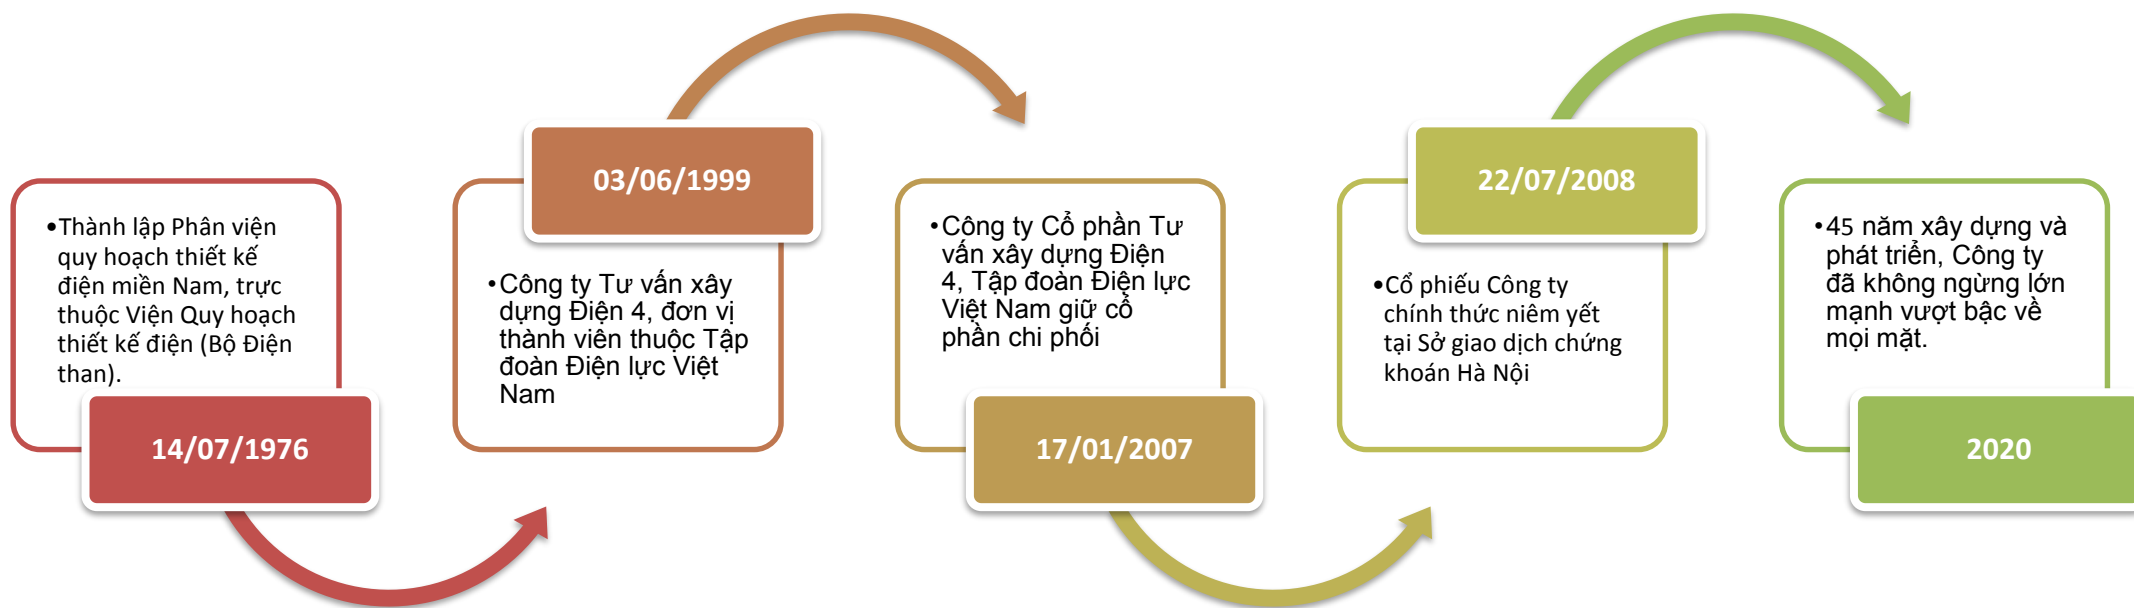 •Thành lập Phân viện
quy hoạch thiết kế
điện miền Nam, trực
thuộc Viện Quy hoạch
thiết kế điện (Bộ Điện
than).
14/07/1976
03/06/1999
•Công ty Tư vấn xây
dựng Điện 4, đơn vị
thành viên thuộc Tập
đoàn Điện lực Việt
Nam
•Công ty Cổ phần Tư
vấn xây dựng Điện
4, Tập đoàn Điện lực
Việt Nam giữ cổ
phần chi phối
17/01/2007
22/07/2008
•Cổ phiếu Công ty
chính thức niêm yết
tại Sở giao dịch chứng
khoán Hà Nội
•45 năm xây dựng và
phát triển, Công ty
đã không ngừng lớn
mạnh vượt bậc về
mọi mặt.
2020